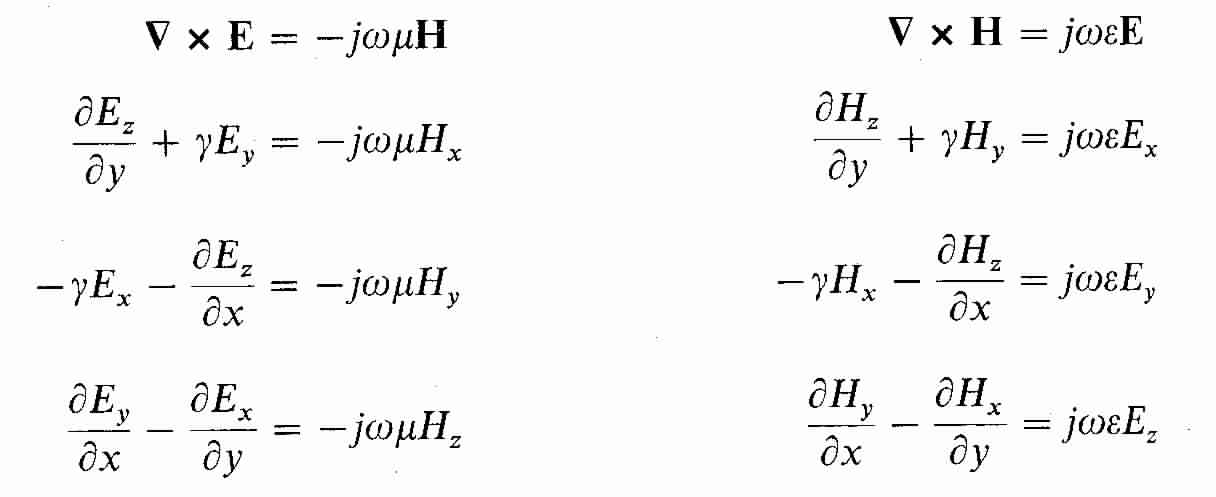 ∇ × E = −jωμH ∇ × H = jωεE
∂E_z/∂y + γE_y = −jωμH_x ∂H_z/∂y + γH_y = jωεE_x
−γE_x − ∂E_z/∂x = −jωμH_y −γH_x − ∂H_z/∂x = jωεE_y
∂E_y/∂x − ∂E_x/∂y = −jωμH_z ∂H_y/∂x − ∂H_x/∂y = jωεE_z